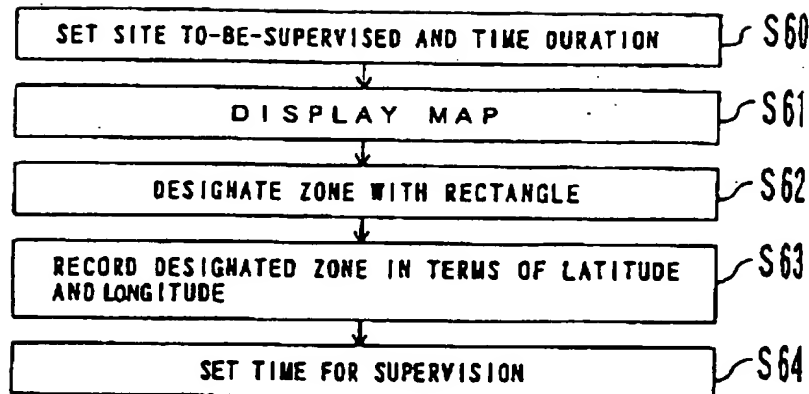 SET SITE TO-BE-SUPERVISED AND TIME DURATION S60
DISPLAY MAP S61
DESIGNATE ZONE WITH RECTANGLE S62
RECORD DESIGNATED ZONE IN TERMS OF LATITUDE
AND LONGITUDE S63
SET TIME FOR SUPERVISION S64